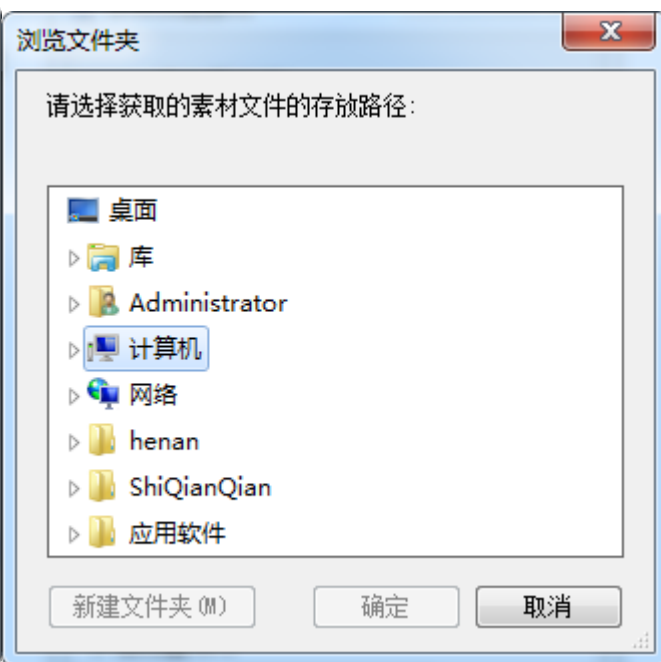 浏览文件夹
请选择获取的素材文件的存放路径:
桌面
库
Administrator
计算机
网络
henan
ShiQianQian
应用软件
新建文件夹(M) 确定 取消